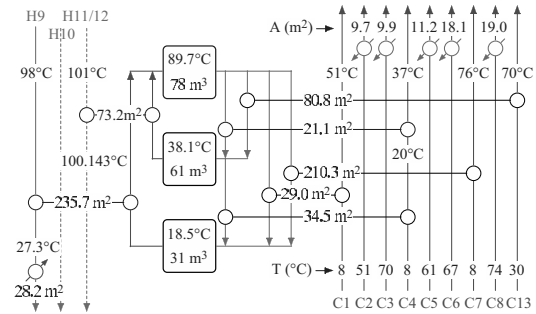 H9 H11/12 A (m²) 9.7 9.9 11.2 18.1 19.0
H10
98°C 101°C 89.7°C 51°C 37°C 76°C 70°C
78 m³
80.8 m²
73.2m²
21.1 m²
38.1°C
61 m³
100.143°C 20°C
210.3 m²
29.0 m²
235.7 m²
34.5 m²
18.5°C
31 m³
27.3°C
T (°C) 8 51 70 8 61 67 8 74 30
28.2 m²
C1 C2 C3 C4 C5 C6 C7 C8 C13